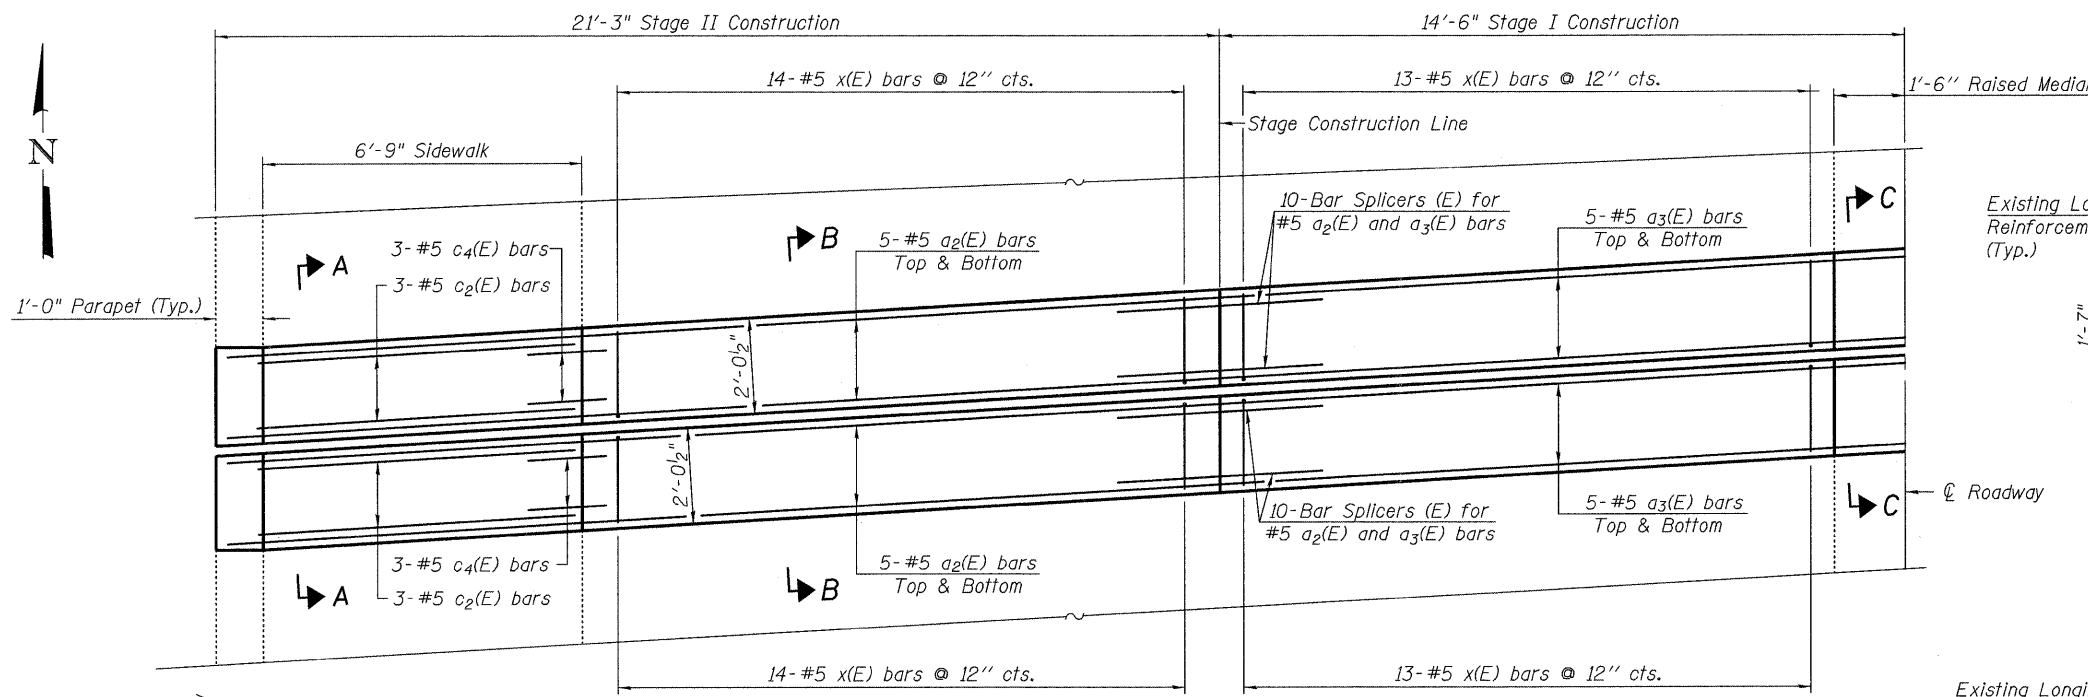 21'-3" Stage II Construction
14'-6" Stage I Construction
14-#5 x(E) bars @ 12" cts.
13-#5 x(E) bars @ 12" cts.
1'-6" Raised Median
Stage Construction Line
N
6'-9" Sidewalk
10-Bar Splicers (E) for
#5 a2(E) and a3(E) bars
C
Existing Lo
Reinforcem
(Typ.)
A
3-#5 c4(E) bars
3-#5 c2(E) bars
B
5-#5 a2(E) bars
Top & Bottom
5-#5 a3(E) bars
Top & Bottom
1'-0" Parapet (Typ.)
1'-7"
2'-0½"
2'-0½"
10-Bar Splicers (E) for
#5 a2(E) and a3(E) bars
5-#5 a3(E) bars
Top & Bottom
C
℄ Roadway
A
3-#5 c4(E) bars
3-#5 c2(E) bars
B
5-#5 a2(E) bars
Top & Bottom
14-#5 x(E) bars @ 12" cts.
13-#5 x(E) bars @ 12" cts.
Existing Longi